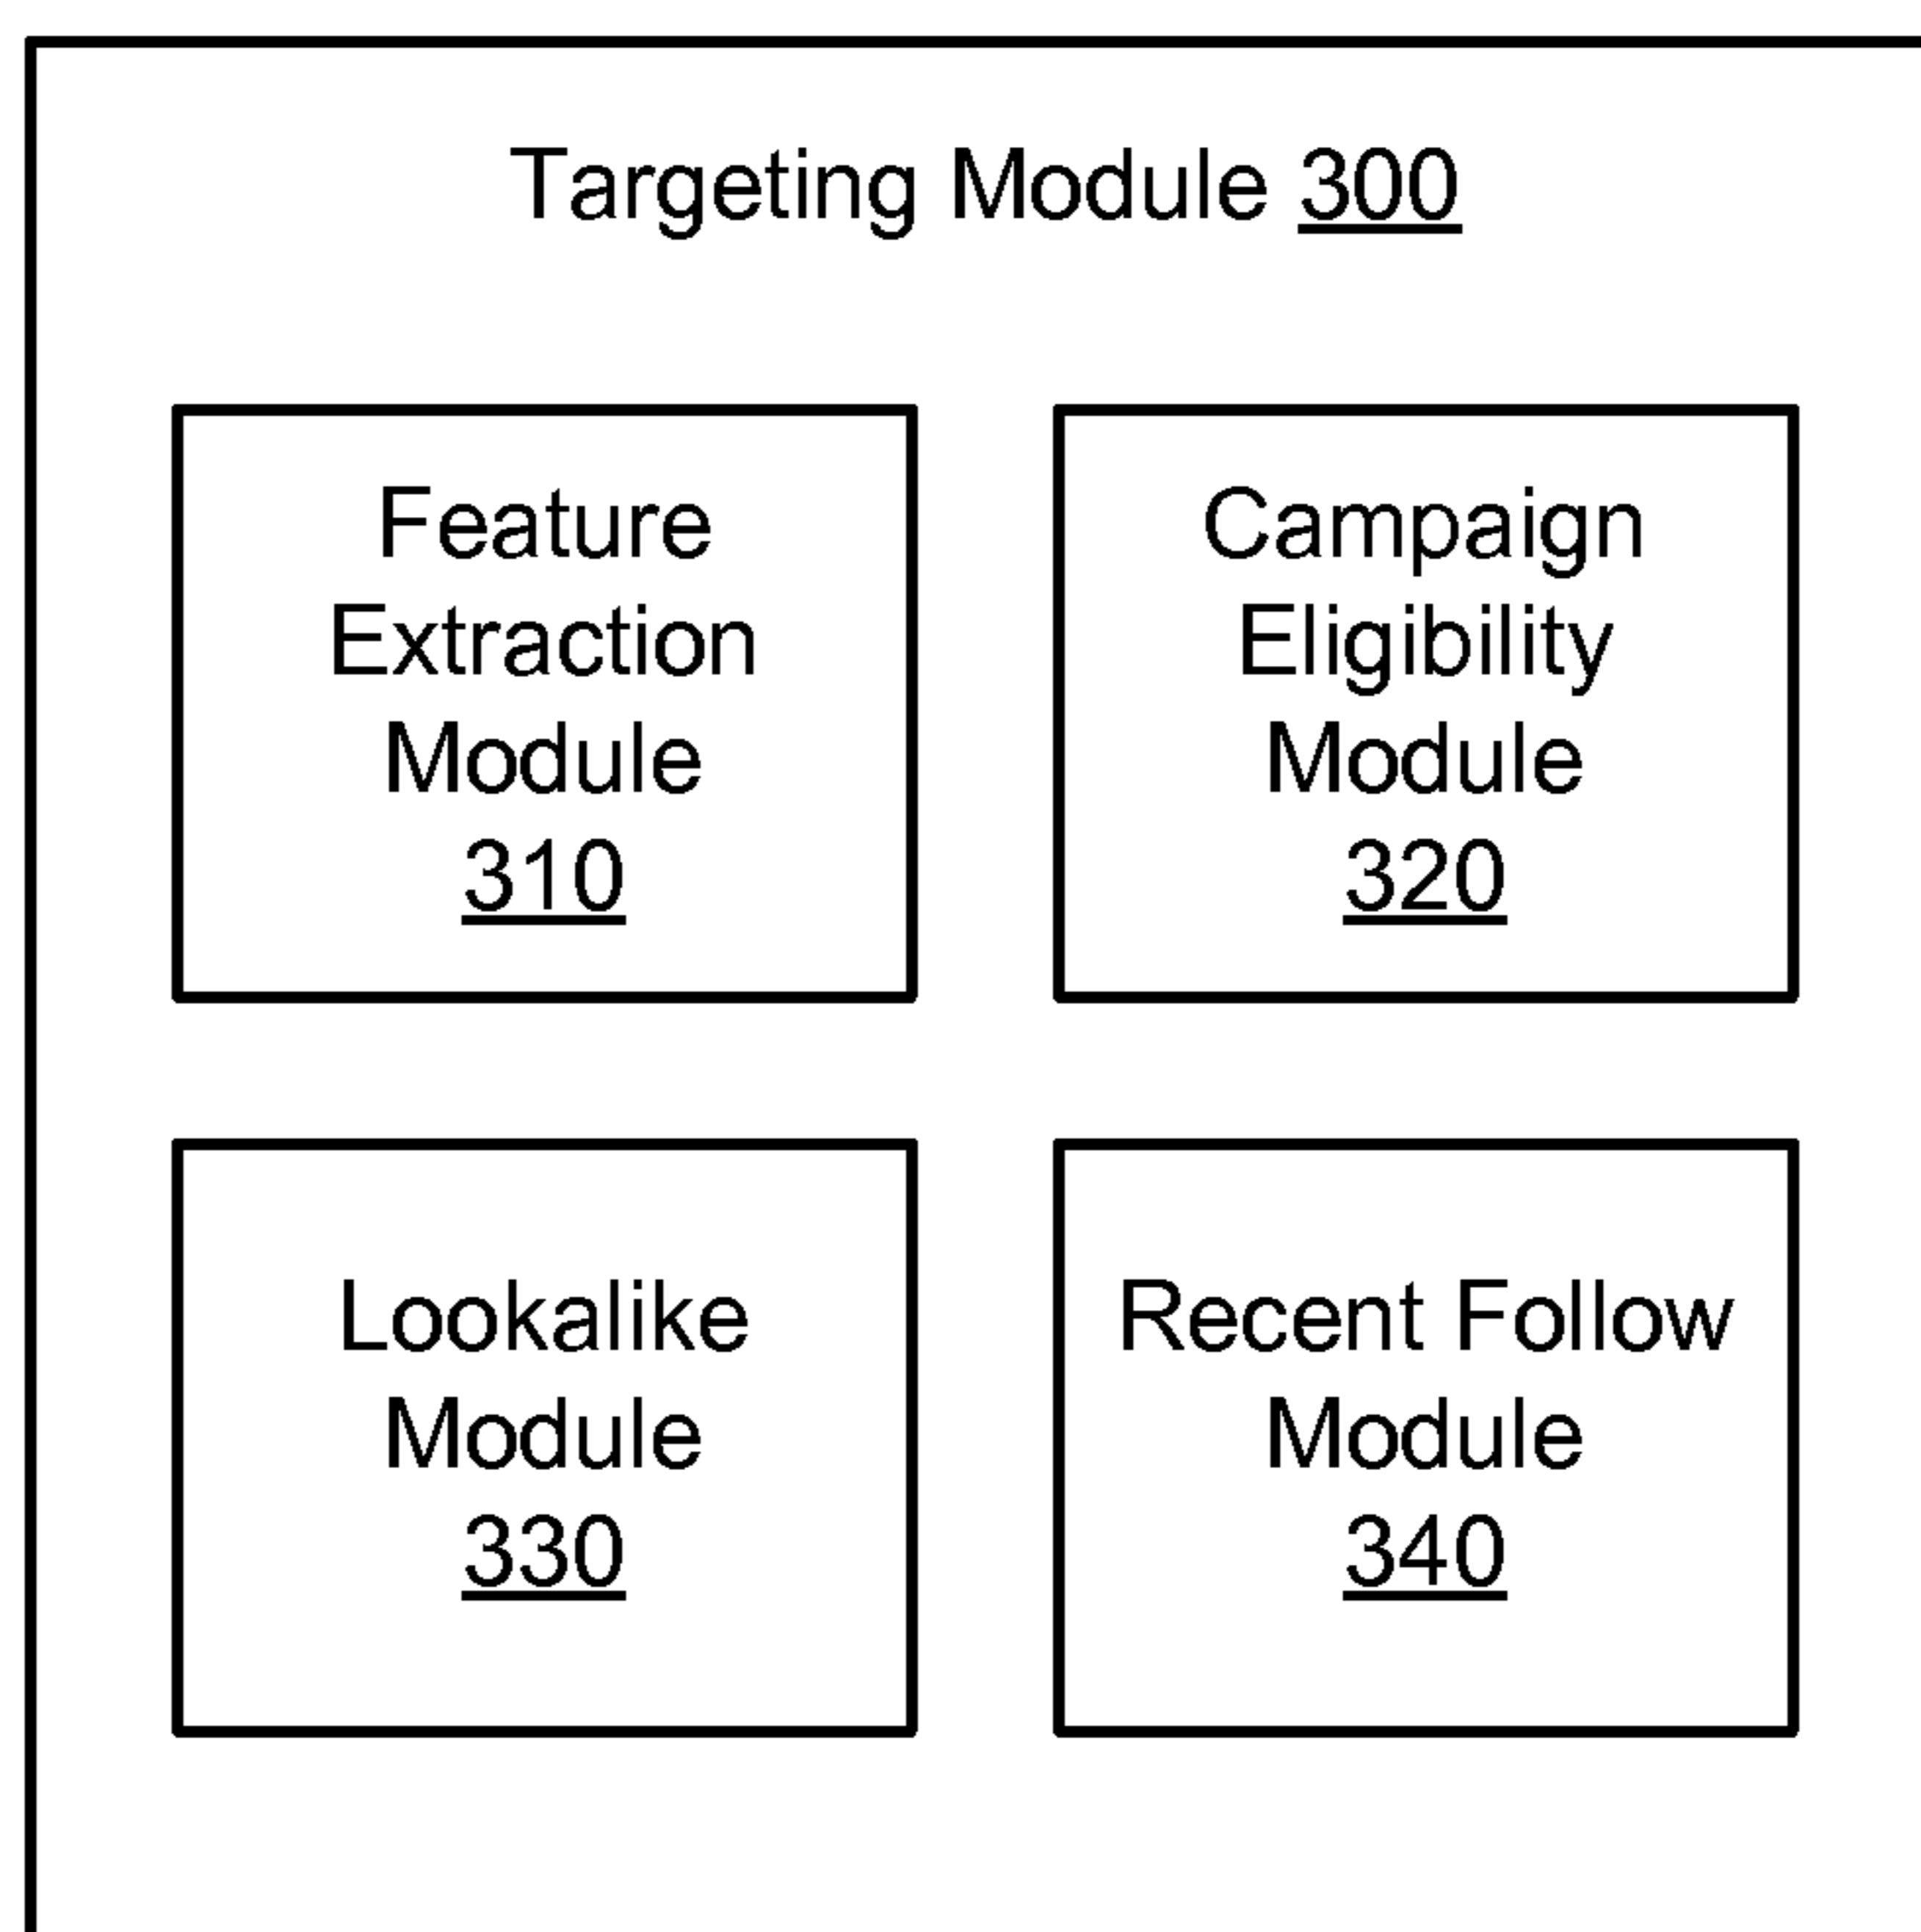 Targeting Module 300
Feature
Extraction
Module
310
Campaign
Eligibility
Module
320
Lookalike
Module
330
Recent Follow
Module
340